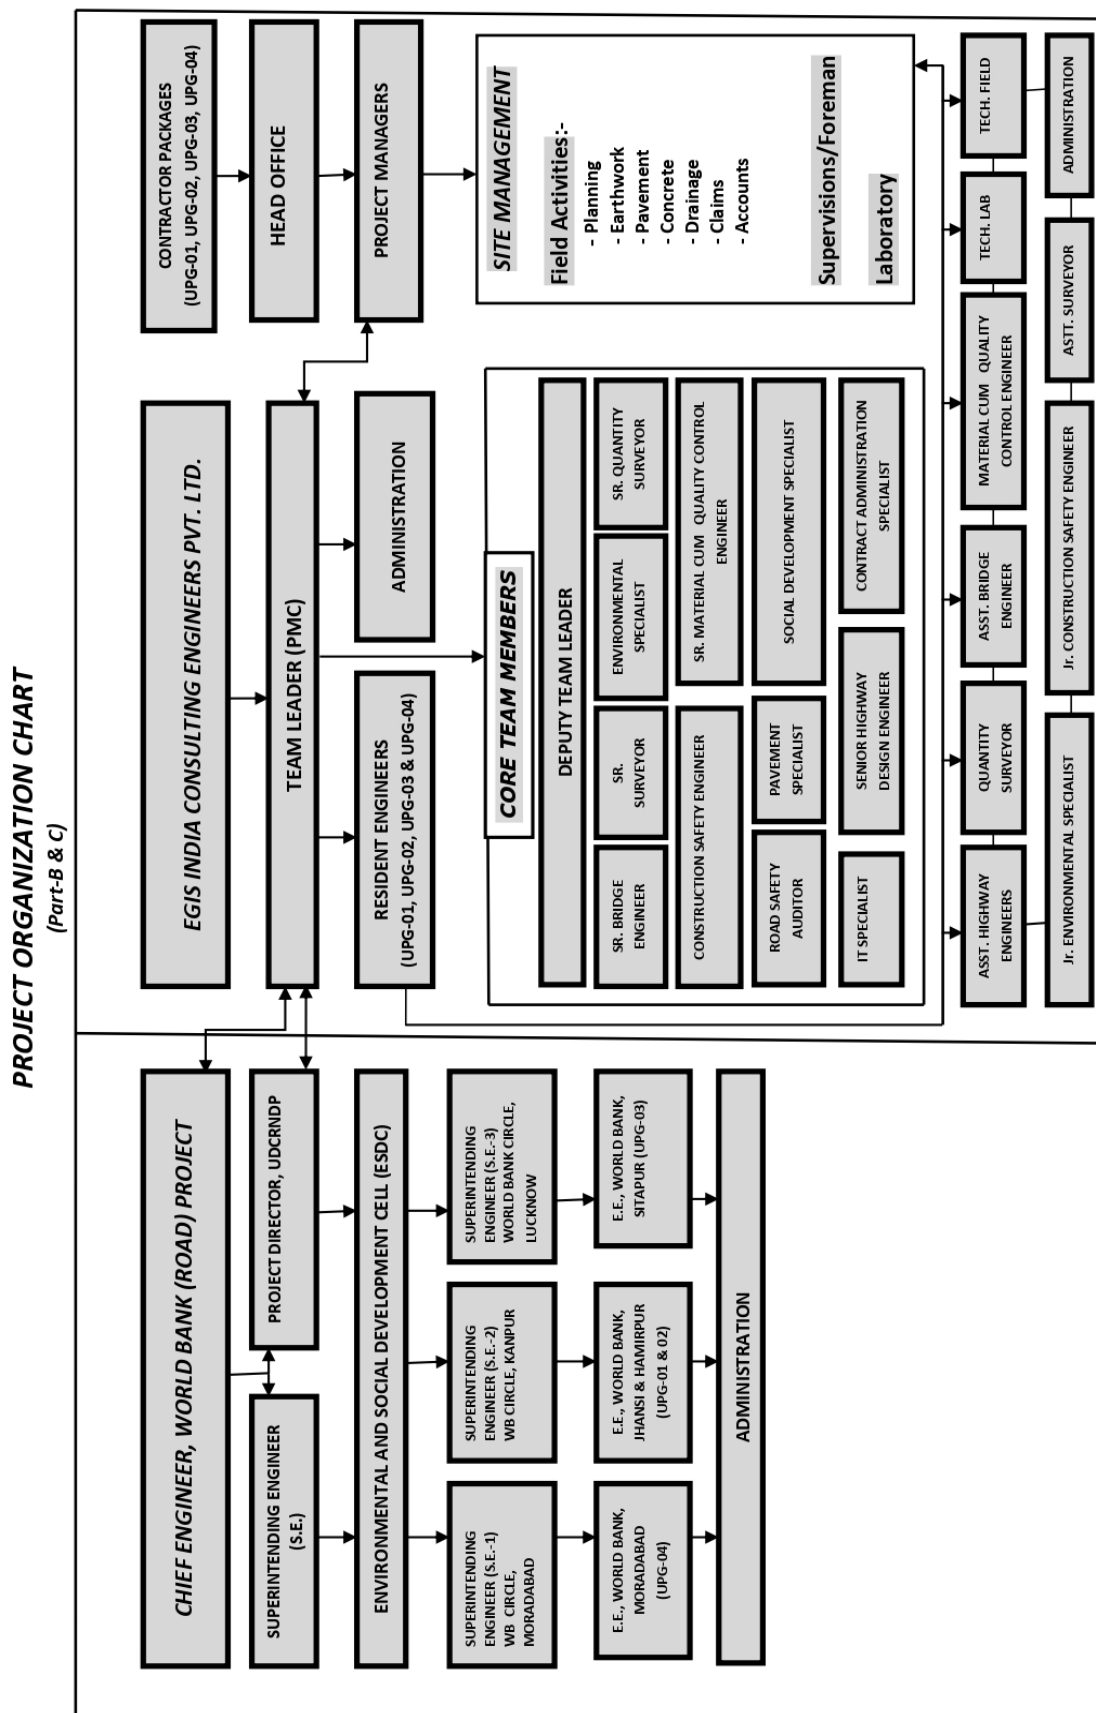 PROJECT ORGANIZATION CHART
(Part-B & C)
CHIEF ENGINEER, WORLD BANK (ROAD) PROJECT
SUPERINTENDING ENGINEER
(S.E.)
PROJECT DIRECTOR, UDCRNDP
ENVIRONMENTAL AND SOCIAL DEVELOPMENT CELL (ESDC)
SUPERINTENDING
ENGINEER (S.E.-1)
WB CIRCLE,
MORADABAD
SUPERINTENDING
ENGINEER (S.E.-2)
WB CIRCLE, KANPUR
SUPERINTENDING
ENGINEER (S.E.-3)
WORLD BANK CIRCLE,
LUCKNOW
E.E., WORLD BANK,
MORADABAD
(UPG-04)
E.E., WORLD BANK,
JHANSI & HAMIRPUR
(UPG-01 & 02)
E.E., WORLD BANK,
SITAPUR (UPG-03)
ADMINISTRATION
EGIS INDIA CONSULTING ENGINEERS PVT. LTD.
TEAM LEADER (PMC)
RESIDENT ENGINEERS
(UPG-01, UPG-02, UPG-03 & UPG-04)
ADMINISTRATION
CORE TEAM MEMBERS
DEPUTY TEAM LEADER
SR. BRIDGE
ENGINEER
SR.
SURVEYOR
ENVIRONMENTAL
SPECIALIST
SR. QUANTITY
SURVEYOR
CONSTRUCTION SAFETY ENGINEER
SR. MATERIAL CUM QUALITY CONTROL
ENGINEER
ROAD SAFETY
AUDITOR
PAVEMENT
SPECIALIST
SOCIAL DEVELOPMENT SPECIALIST
IT SPECIALIST
SENIOR HIGHWAY
DESIGN ENGINEER
CONTRACT ADMINISTRATION
SPECIALIST
CONTRACTOR PACKAGES
(UPG-01, UPG-02, UPG-03, UPG-04)
HEAD OFFICE
PROJECT MANAGERS
SITE MANAGEMENT
Field Activities:-
- Planning
- Earthwork
- Pavement
- Concrete
- Drainage
- Claims
- Accounts
Supervisions/Foreman
Laboratory
ASST. HIGHWAY
ENGINEERS
QUANTITY
SURVEYOR
ASST. BRIDGE
ENGINEER
MATERIAL CUM QUALITY
CONTROL ENGINEER
TECH. LAB
TECH. FIELD
Jr. ENVIRONMENTAL SPECIALIST
Jr. CONSTRUCTION SAFETY ENGINEER
ASTT. SURVEYOR
ADMINISTRATION